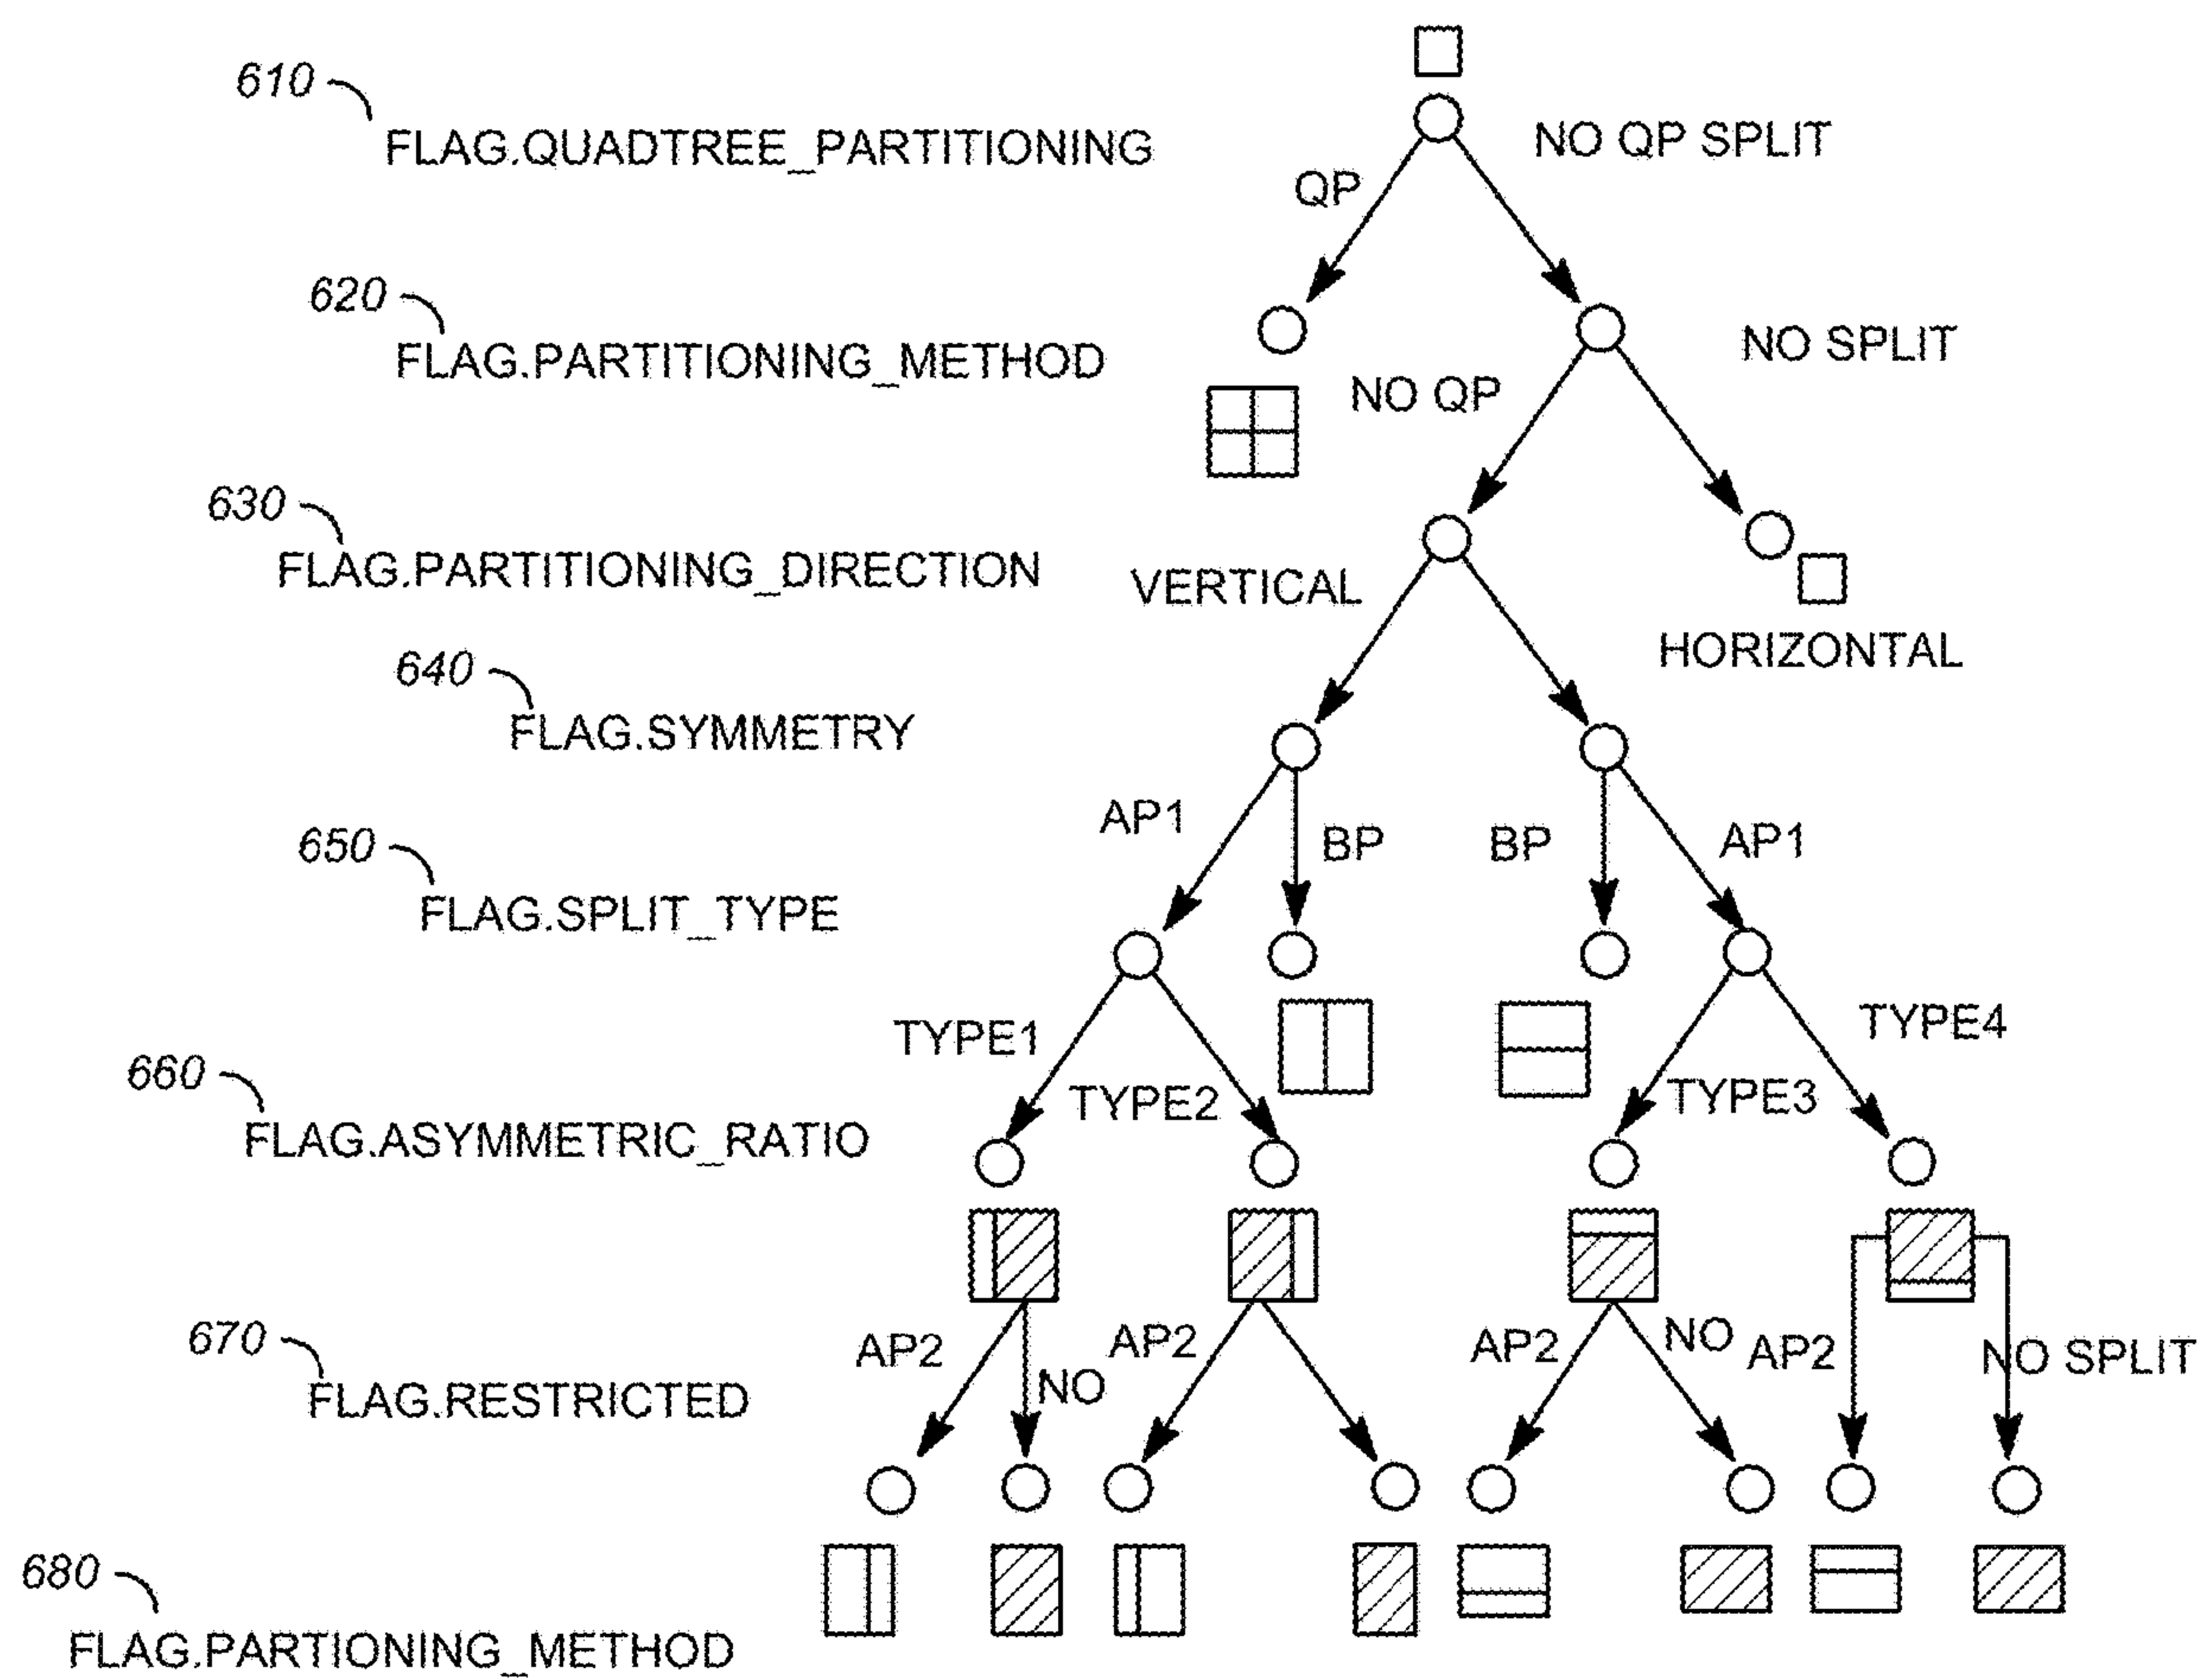 610
FLAG.QUADTREE_PARTITIONING
NO QP SPLIT
QP
620
FLAG.PARTITIONING_METHOD
NO SPLIT
NO QP
630
FLAG.PARTITIONING_DIRECTION
VERTICAL
HORIZONTAL
640
FLAG.SYMMETRY
AP1
BP
BP
AP1
650
FLAG.SPLIT_TYPE
TYPE1
TYPE2
TYPE3
TYPE4
660
FLAG.ASYMMETRIC_RATIO
670
FLAG.RESTRICTED
AP2
NO
AP2
AP2
NO
AP2
NO SPLIT
680
FLAG.PARTIONING_METHOD